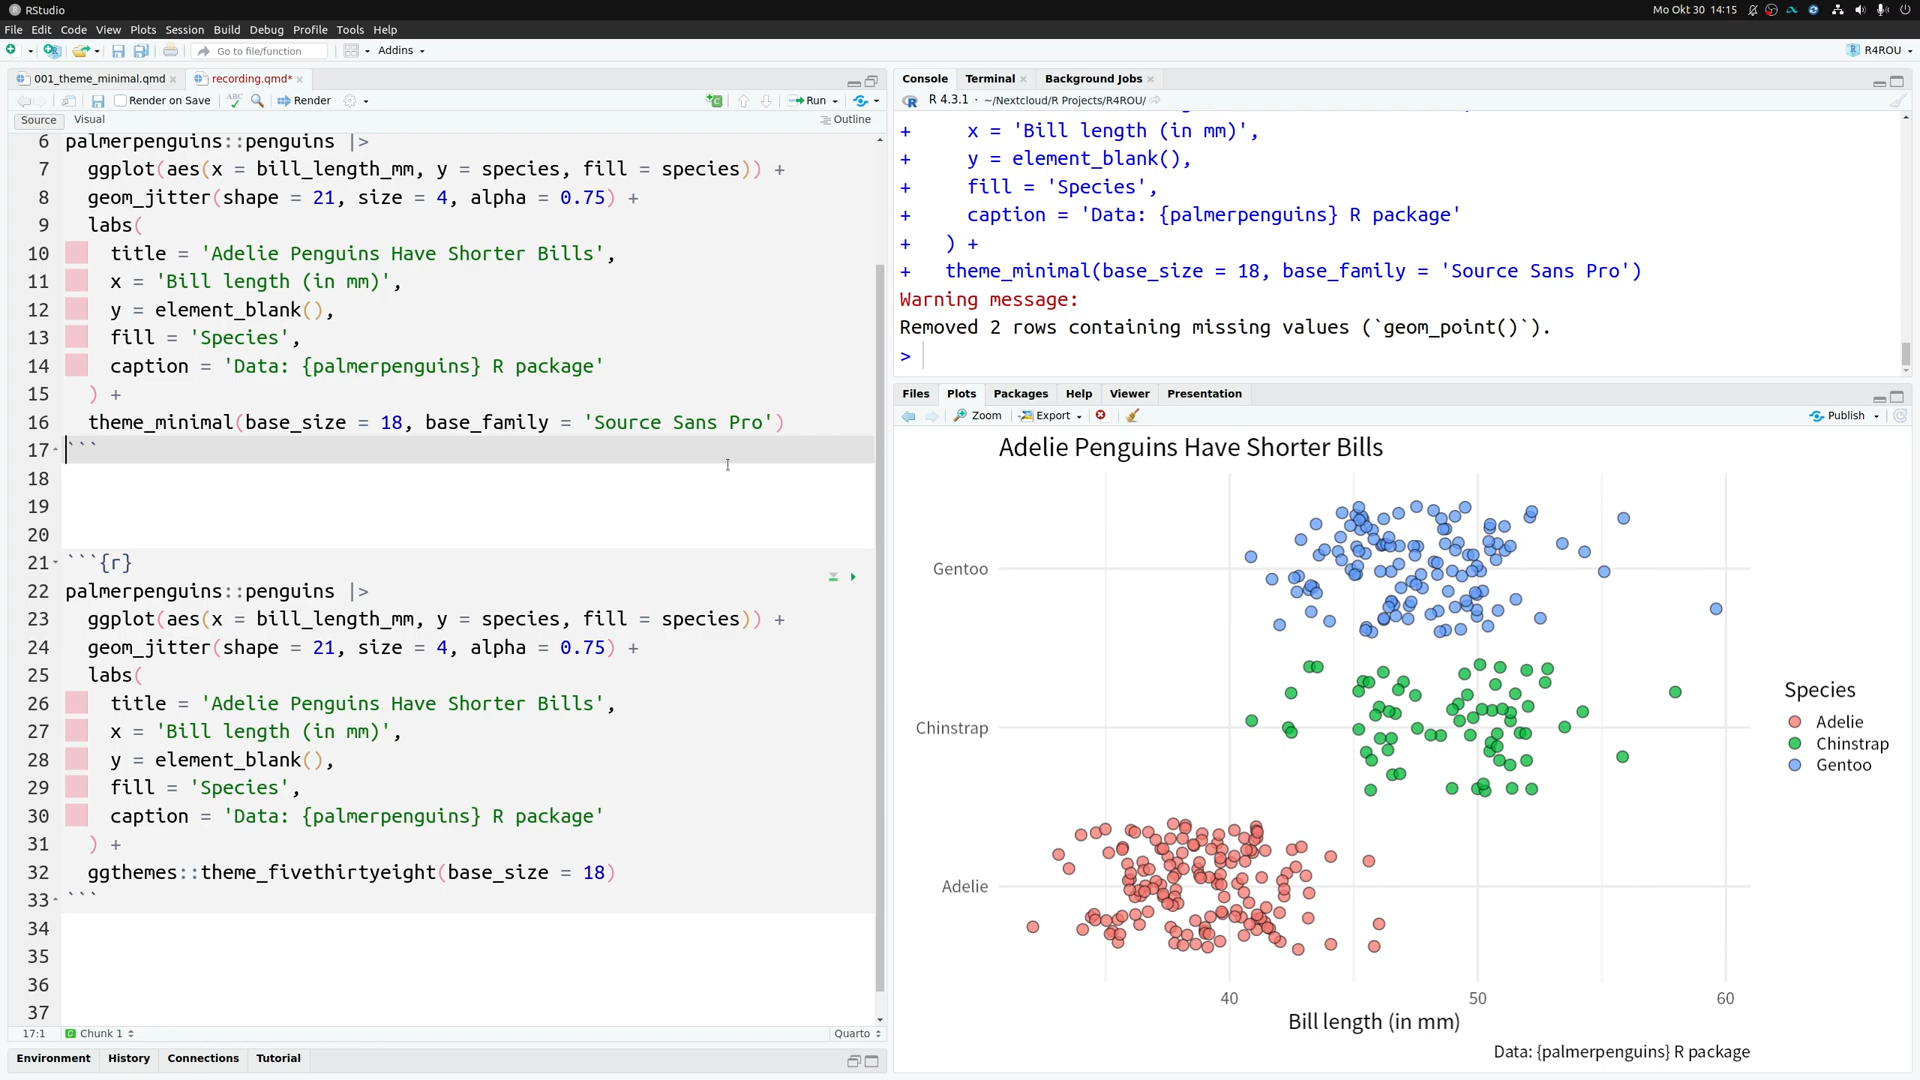 RStudio
Mo Okt 30 14:15
File Edit Code View Plots Session Build Debug Profile Tools Help
Go to file/function
Addins
R4ROU
001_theme_minimal.qmd
recording.qmd*
Render on Save
ABC
Render
Run
Source
Visual
Outline
6 palmerpenguins::penguins |>
7 ggplot(aes(x = bill_length_mm, y = species, fill = species)) +
8 geom_jitter(shape = 21, size = 4, alpha = 0.75) +
9 labs(
10 title = 'Adelie Penguins Have Shorter Bills',
11 x = 'Bill length (in mm)',
12 y = element_blank(),
13 fill = 'Species',
14 caption = 'Data: {palmerpenguins} R package'
15 ) +
16 theme_minimal(base_size = 18, base_family = 'Source Sans Pro')
17 ```
18
19
20
21 ```{r}
22 palmerpenguins::penguins |>
23 ggplot(aes(x = bill_length_mm, y = species, fill = species)) +
24 geom_jitter(shape = 21, size = 4, alpha = 0.75) +
25 labs(
26 title = 'Adelie Penguins Have Shorter Bills',
27 x = 'Bill length (in mm)',
28 y = element_blank(),
29 fill = 'Species',
30 caption = 'Data: {palmerpenguins} R package'
31 ) +
32 ggthemes::theme_fivethirtyeight(base_size = 18)
33 ```
34
35
36
37
17:1
Chunk 1
Quarto
Environment History Connections Tutorial
Console Terminal Background Jobs
R 4.3.1 · ~/Nextcloud/R Projects/R4ROU/
+ x = 'Bill length (in mm)',
+ y = element_blank(),
+ fill = 'Species',
+ caption = 'Data: {palmerpenguins} R package'
+ ) +
+ theme_minimal(base_size = 18, base_family = 'Source Sans Pro')
Warning message:
Removed 2 rows containing missing values (`geom_point()`).
>
Files Plots Packages Help Viewer Presentation
Zoom
Export
Publish
Adelie Penguins Have Shorter Bills
Gentoo
Chinstrap
Adelie
Species
Adelie
Chinstrap
Gentoo
40 50 60
Bill length (in mm)
Data: {palmerpenguins} R package